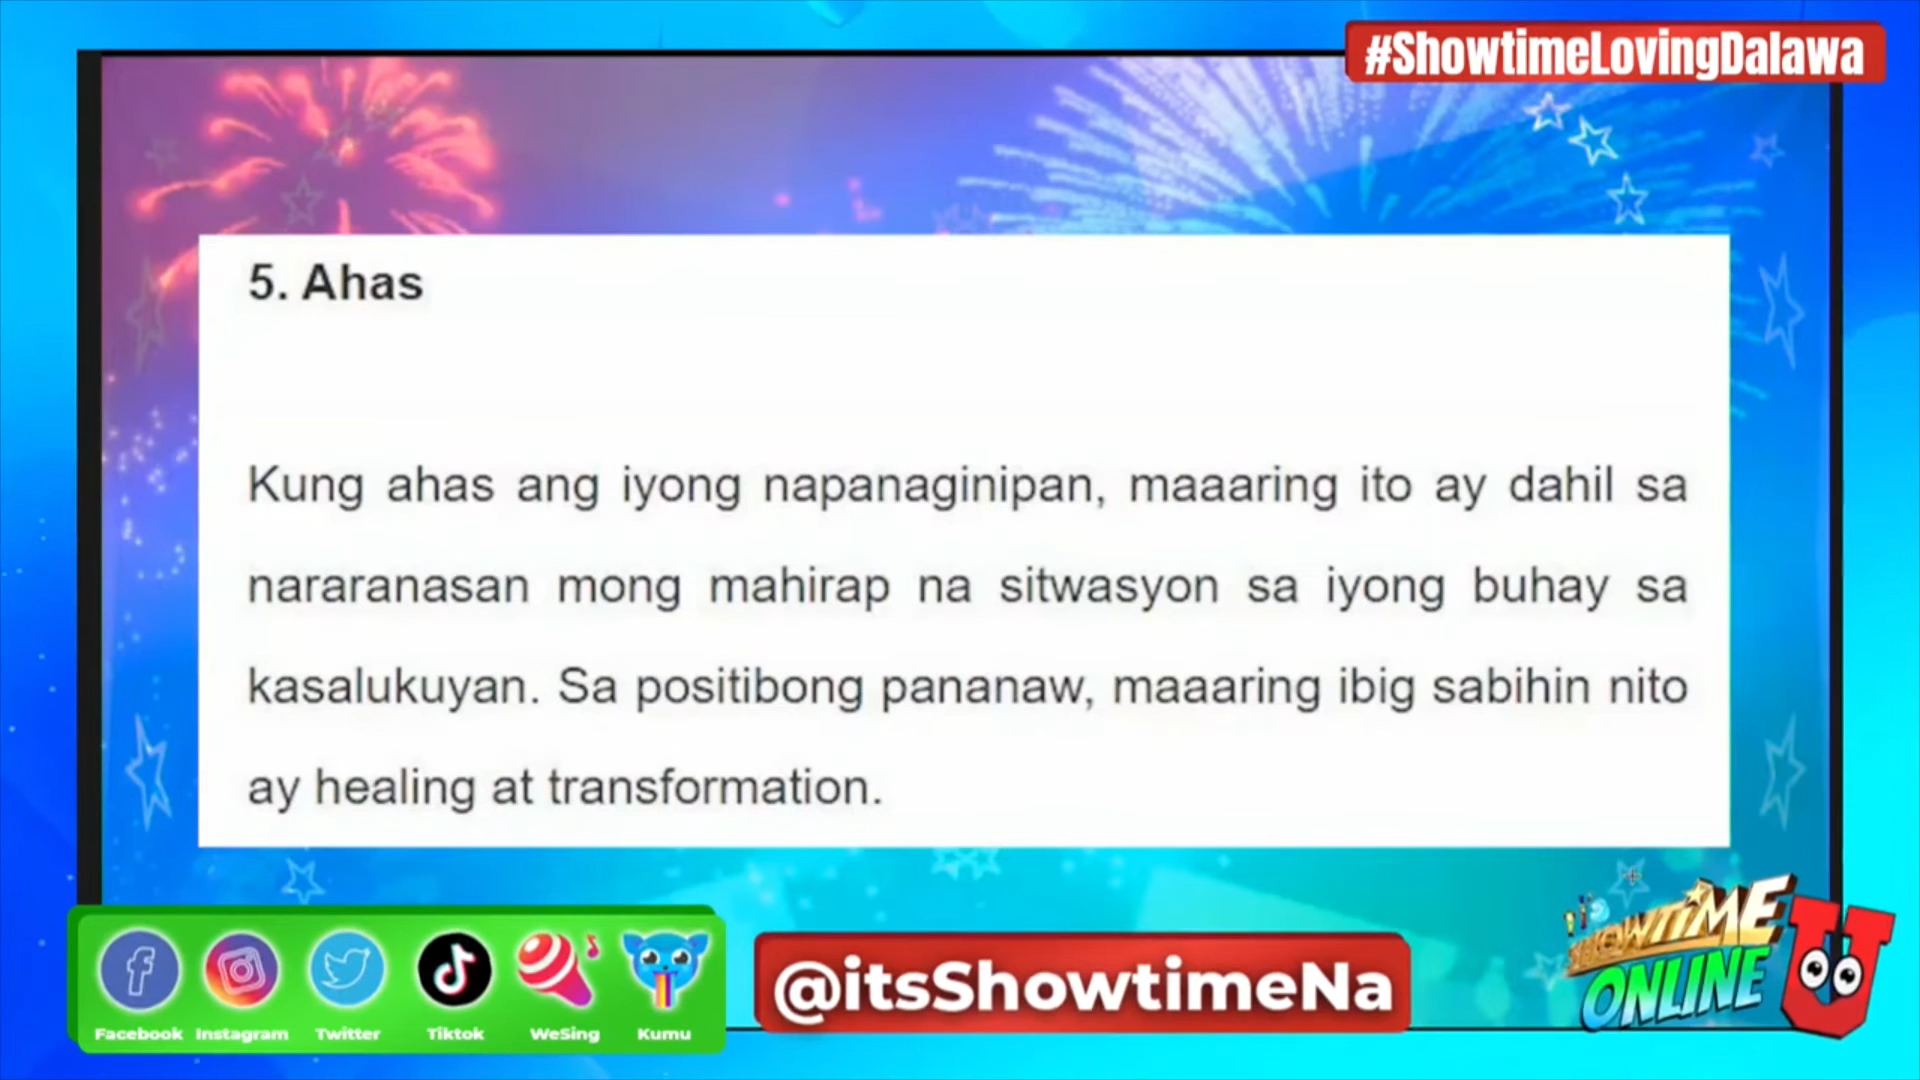 #ShowtimeLovingDalawa
5. Ahas
Kung ahas ang iyong napanaginipan, maaaring ito ay dahil sa
nararanasan mong mahirap na sitwasyon sa iyong buhay sa
kasalukuyan. Sa positibong pananaw, maaaring ibig sabihin nito
ay healing at transformation.
Facebook Instagram Twitter Tiktok WeSing Kumu
@itsShowtimeNa
it's
SHOWTiME
ONLINE U